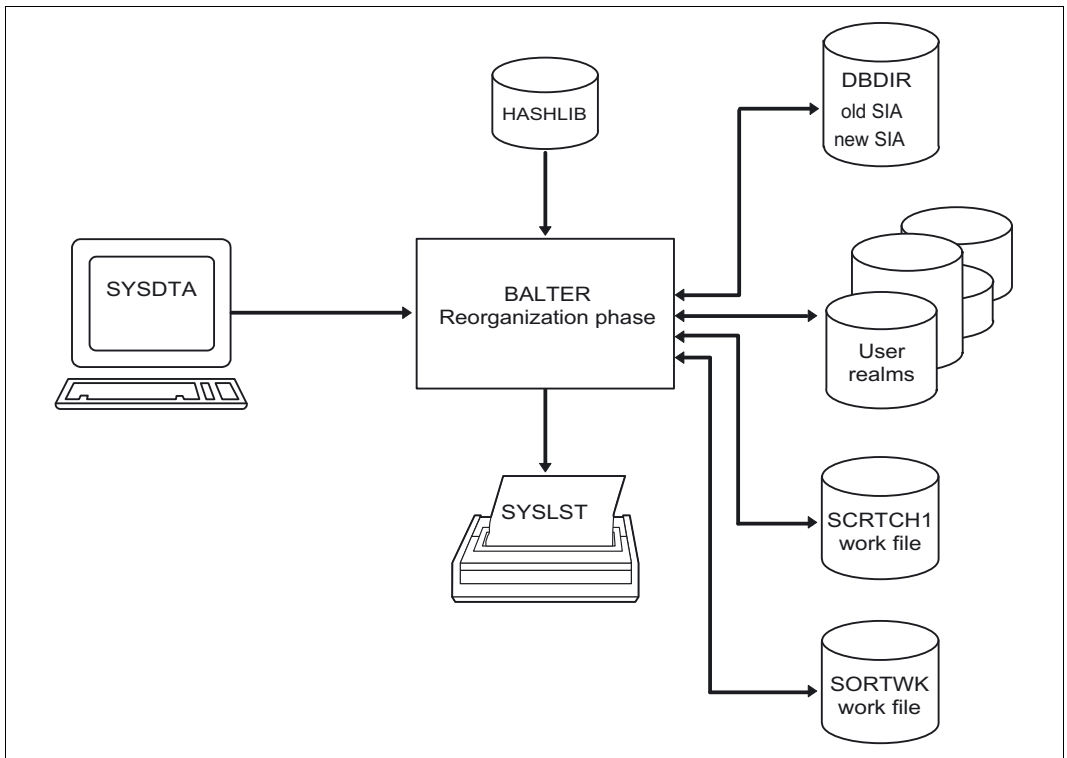 DBDIR
old SIA
new SIA
HASHLIB
SYSDTA
BALTER
Reorganization phase
User
realms
SYSLST
SCRTCH1
work file
SORTWK
work file